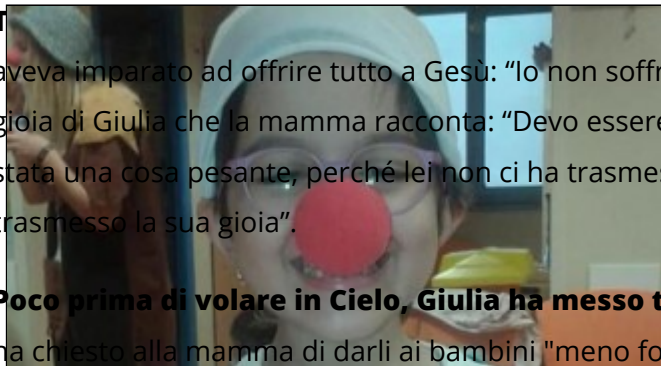 T
aveva imparato ad offrire tutto a Gesù: “Io non soffr
gioia di Giulia che la mamma racconta: “Devo essere
stata una cosa pesante, perché lei non ci ha trasmes
trasmesso la sua gioia”.
Poco prima di volare in Cielo, Giulia ha messo t
ha chiesto alla mamma di darli ai bambini "meno fo